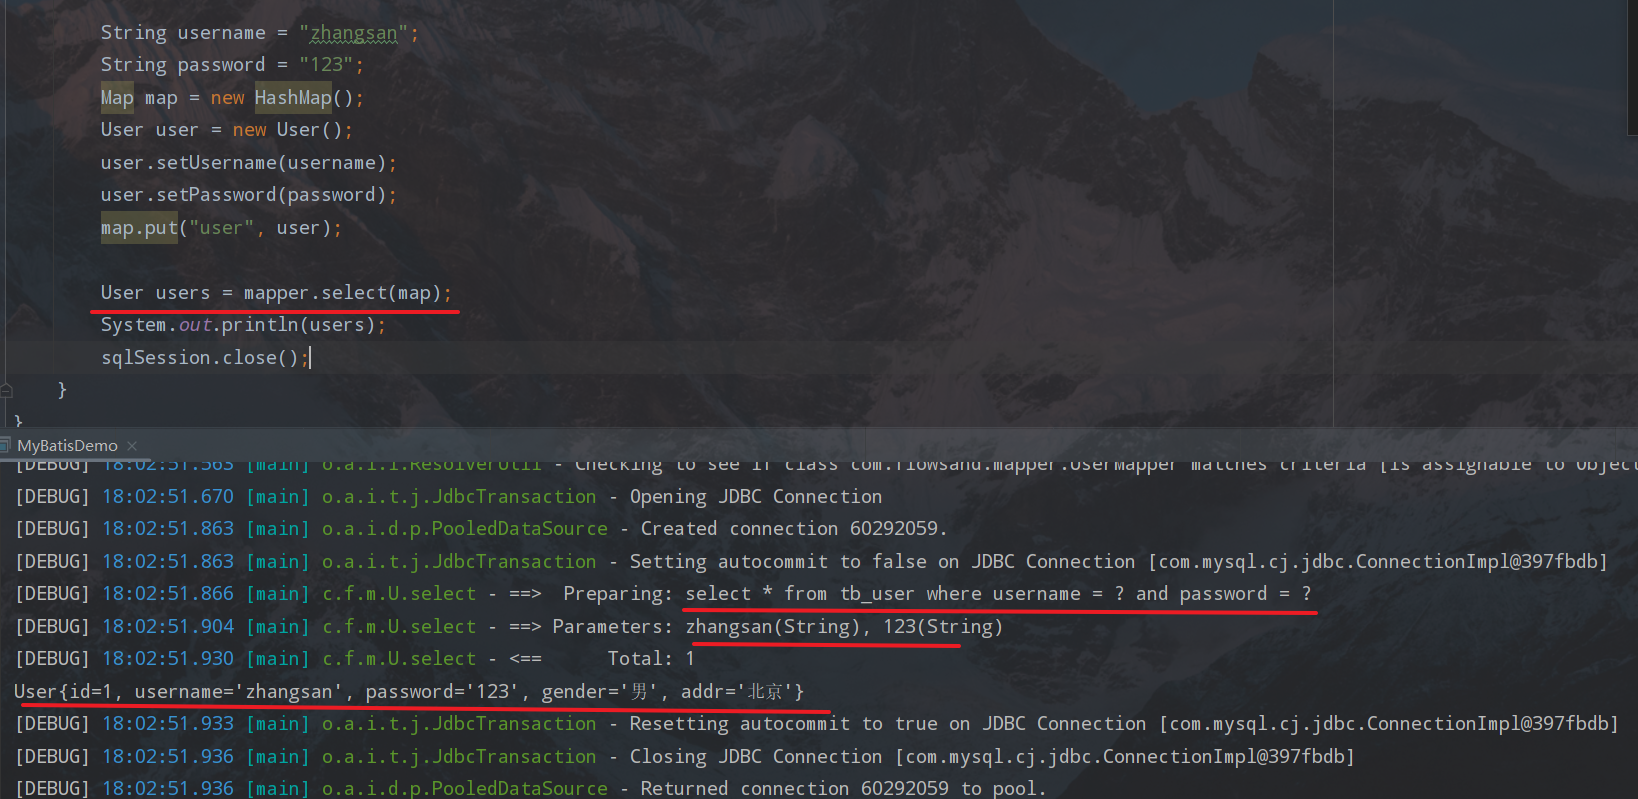 String username = "zhangsan";
String password = "123";
Map map = new HashMap();
User user = new User();
user.setUsername(username);
user.setPassword(password);
map.put("user", user);
User users = mapper.select(map);
System.out.println(users);
sqlSession.close();
}
}
MyBatisDemo
[DEBUG] 18:02:51.563 [main] o.a.i.i.ResolverUtil - Checking to see if class com.flowsand.mapper.UserMapper matches criteria [is assignable to Object
[DEBUG] 18:02:51.670 [main] o.a.i.t.j.JdbcTransaction - Opening JDBC Connection
[DEBUG] 18:02:51.863 [main] o.a.i.d.p.PooledDataSource - Created connection 60292059.
[DEBUG] 18:02:51.863 [main] o.a.i.t.j.JdbcTransaction - Setting autocommit to false on JDBC Connection [com.mysql.cj.jdbc.ConnectionImpl@397fbdb]
[DEBUG] 18:02:51.866 [main] c.f.m.U.select - ==>  Preparing: select * from tb_user where username = ? and password = ?
[DEBUG] 18:02:51.904 [main] c.f.m.U.select - ==> Parameters: zhangsan(String), 123(String)
[DEBUG] 18:02:51.930 [main] c.f.m.U.select - <==      Total: 1
User{id=1, username='zhangsan', password='123', gender='男', addr='北京'}
[DEBUG] 18:02:51.933 [main] o.a.i.t.j.JdbcTransaction - Resetting autocommit to true on JDBC Connection [com.mysql.cj.jdbc.ConnectionImpl@397fbdb]
[DEBUG] 18:02:51.936 [main] o.a.i.t.j.JdbcTransaction - Closing JDBC Connection [com.mysql.cj.jdbc.ConnectionImpl@397fbdb]
[DEBUG] 18:02:51.936 [main] o.a.i.d.p.PooledDataSource - Returned connection 60292059 to pool.